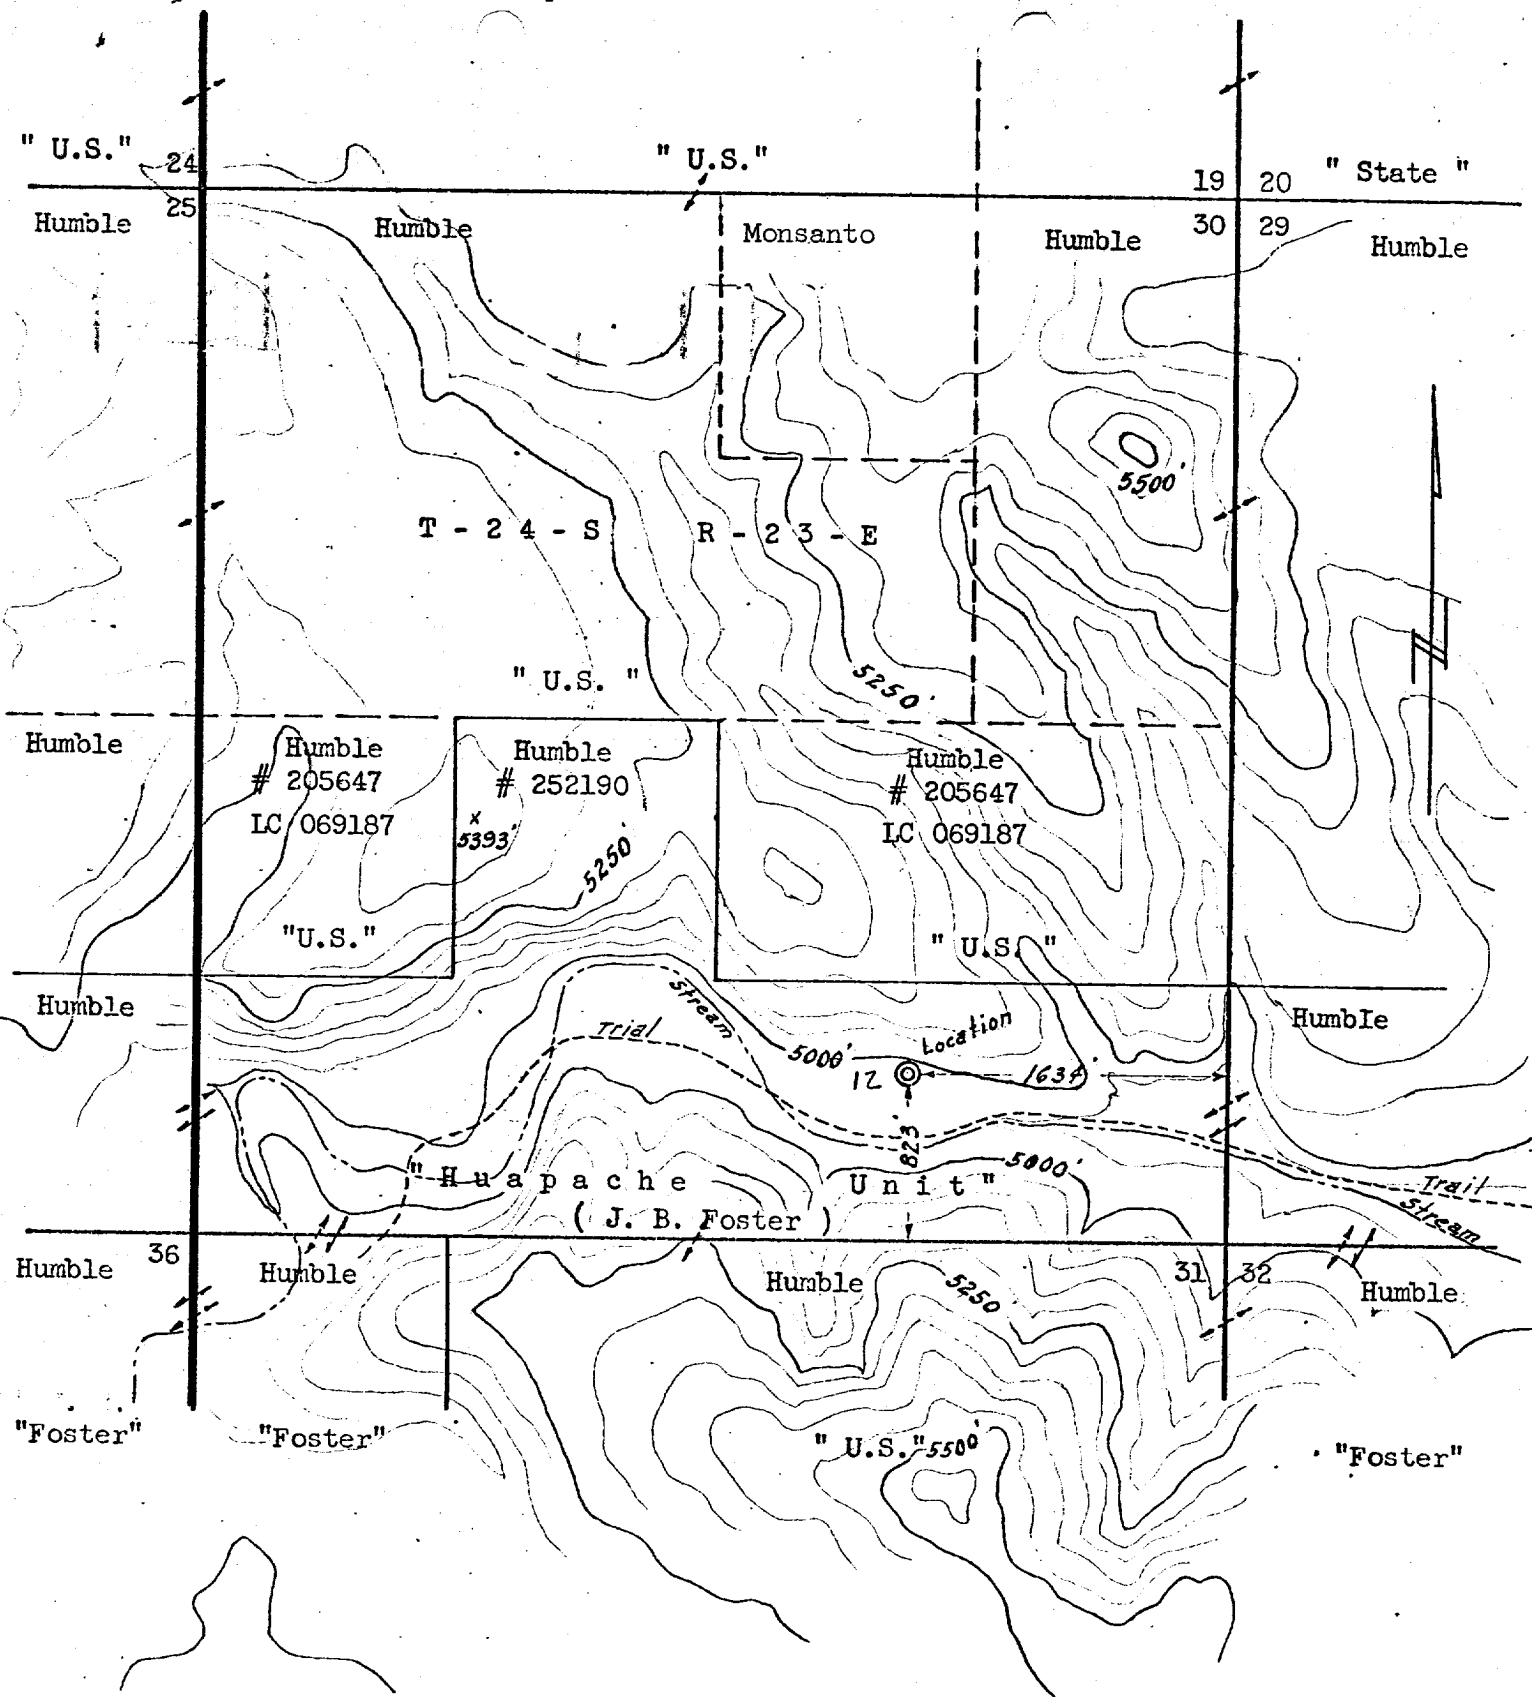 " U.S."
24
" U.S."
19
20
" State "
25
30
29
Humble
Humble
Monsanto
Humble
Humble
5500'
T - 2 4 - S
R - 2 3 - E
" U.S. "
5250'
Humble
Humble
# 205647
LC 069187
Humble
# 252190
x
5393'
Humble
# 205647
LC 069187
5250'
"U.S."
" U.S. "
Humble
Stream
Trial
Location
Humble
5000'
12
1634'
823'
5000'
" H u a p a c h e
U n i t "
( J. B. Foster )
Trail
Stream
36
31
32
Humble
Humble
Humble
5250'
Humble
"Foster"
"Foster"
" U.S."
5500'
"Foster"